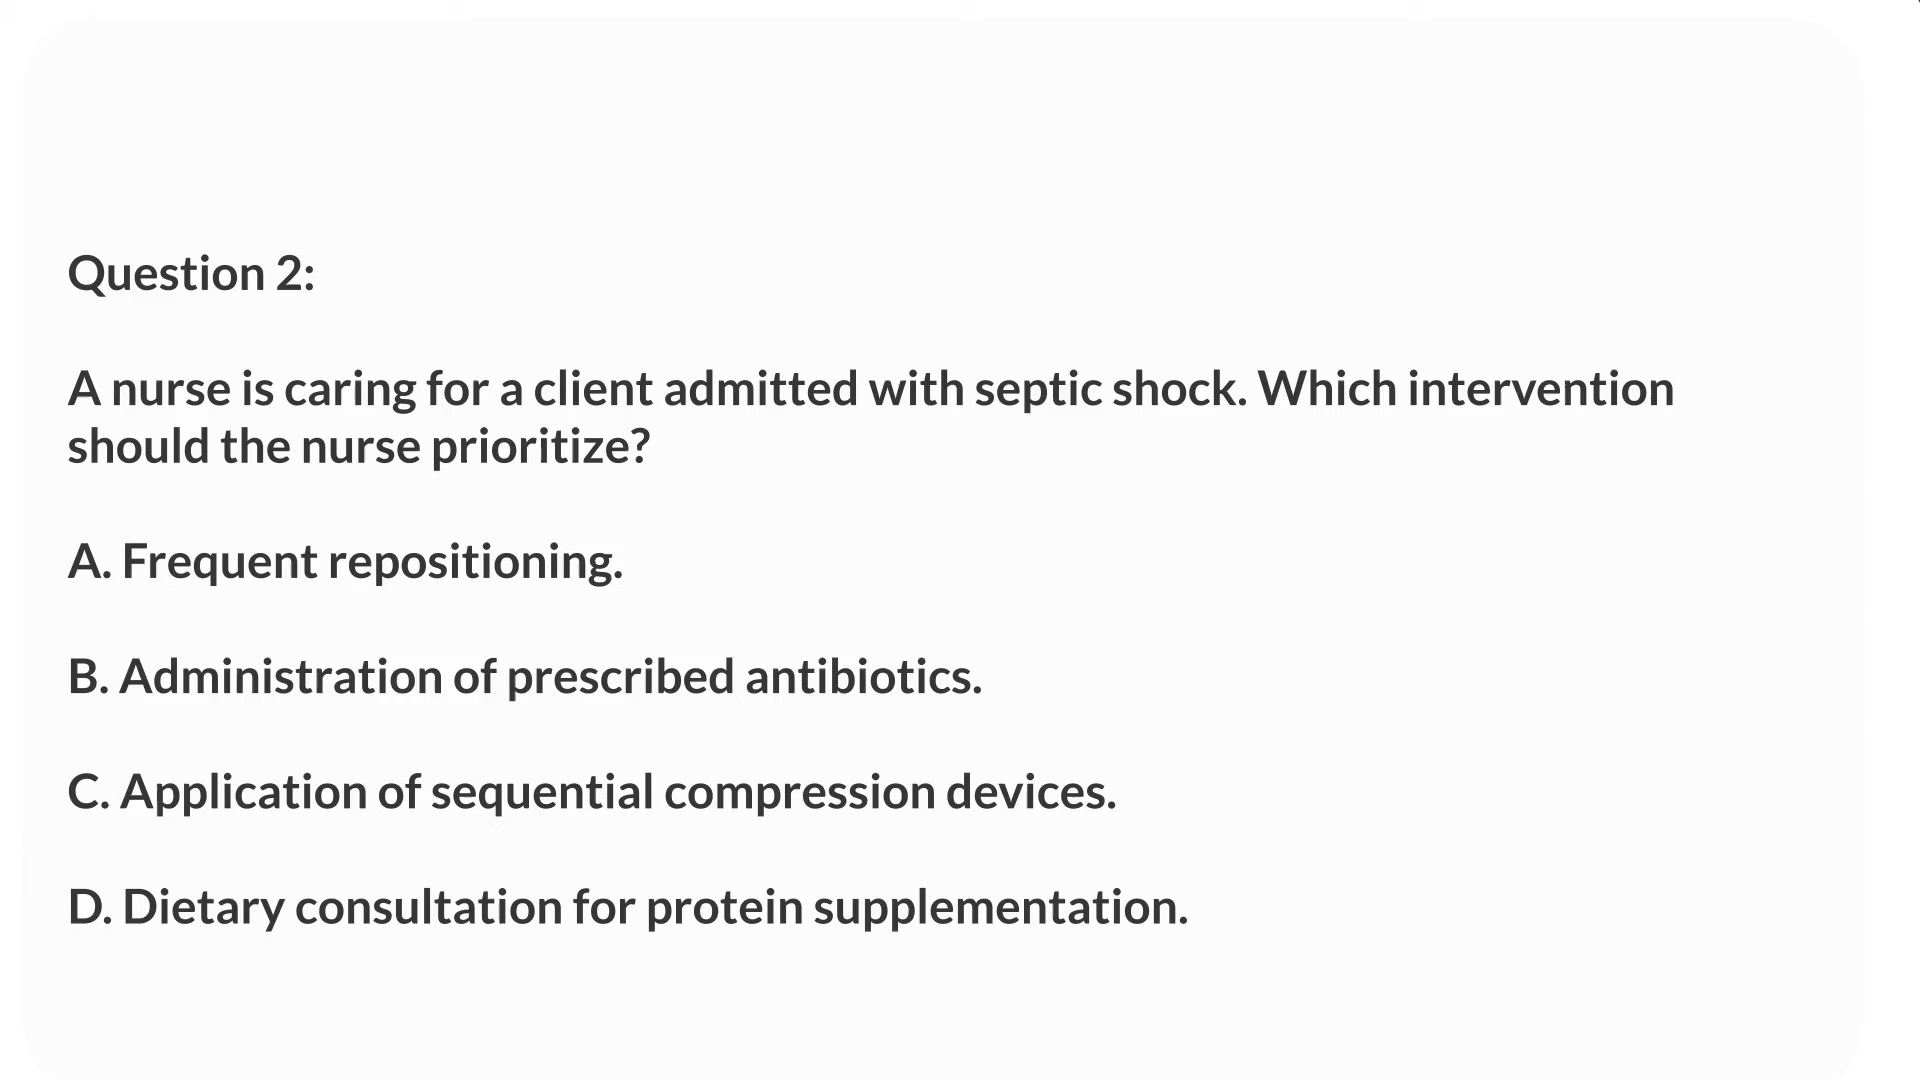 Question 2:
A nurse is caring for a client admitted with septic shock. Which intervention
should the nurse prioritize?
A. Frequent repositioning.
B. Administration of prescribed antibiotics.
C. Application of sequential compression devices.
D. Dietary consultation for protein supplementation.